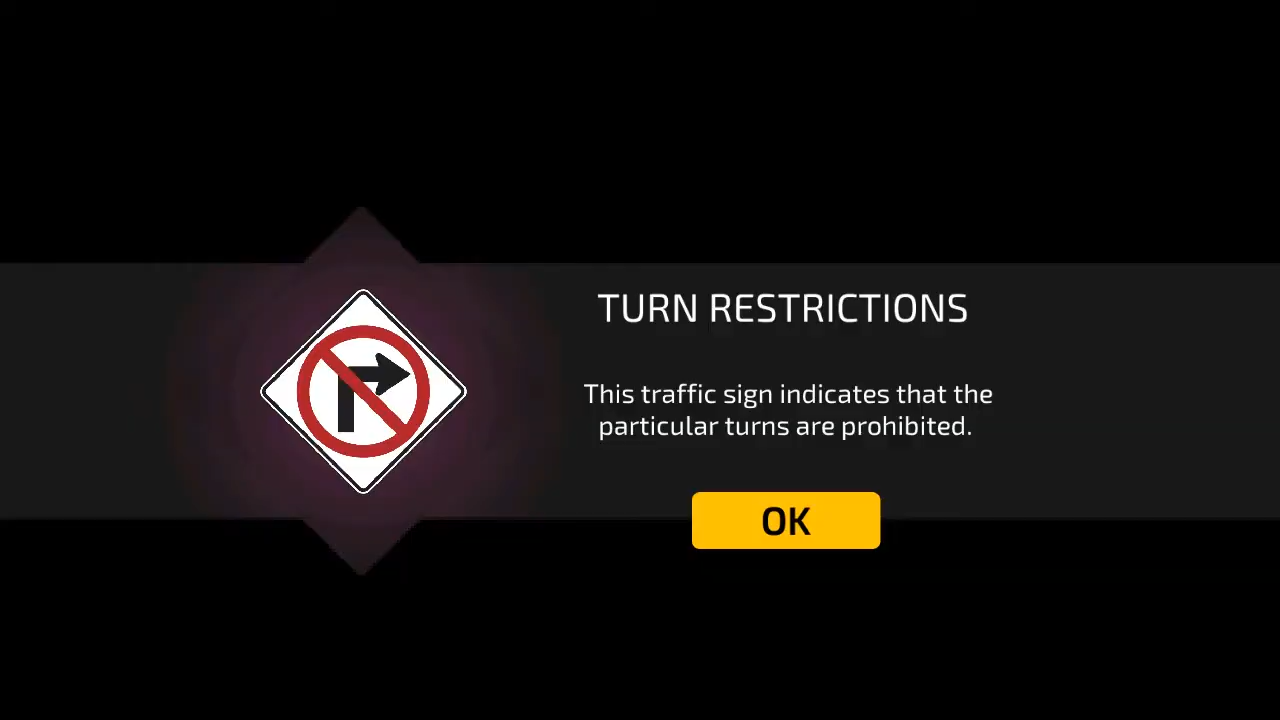 TURN RESTRICTIONS
This traffic sign indicates that the
particular turns are prohibited.
OK